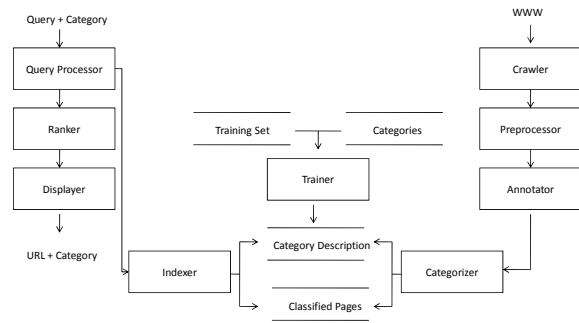 Query + Category
WWW
Query Processor
Crawler
Ranker
Training Set
Categories
Preprocessor
Displayer
Trainer
Annotator
URL + Category
Indexer
Category Description
Categorizer
Classified Pages